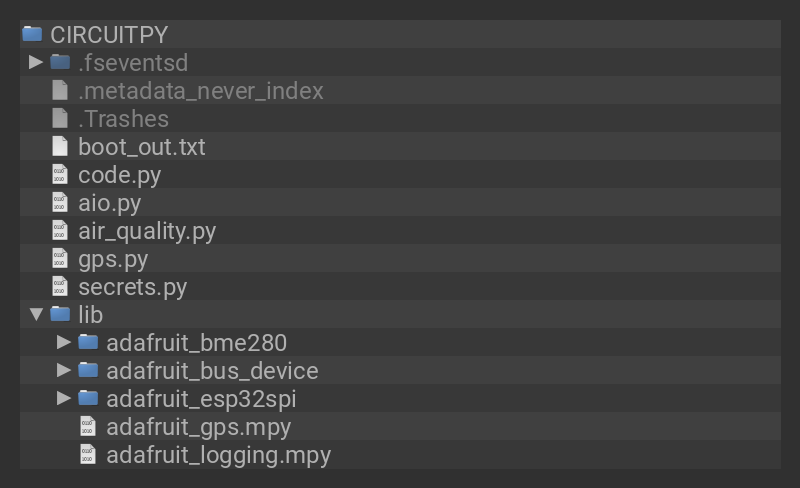 CIRCUITPY
.fseventsd
.metadata_never_index
.Trashes
boot_out.txt
code.py
aio.py
air_quality.py
gps.py
secrets.py
lib
adafruit_bme280
adafruit_bus_device
adafruit_esp32spi
adafruit_gps.mpy
adafruit_logging.mpy